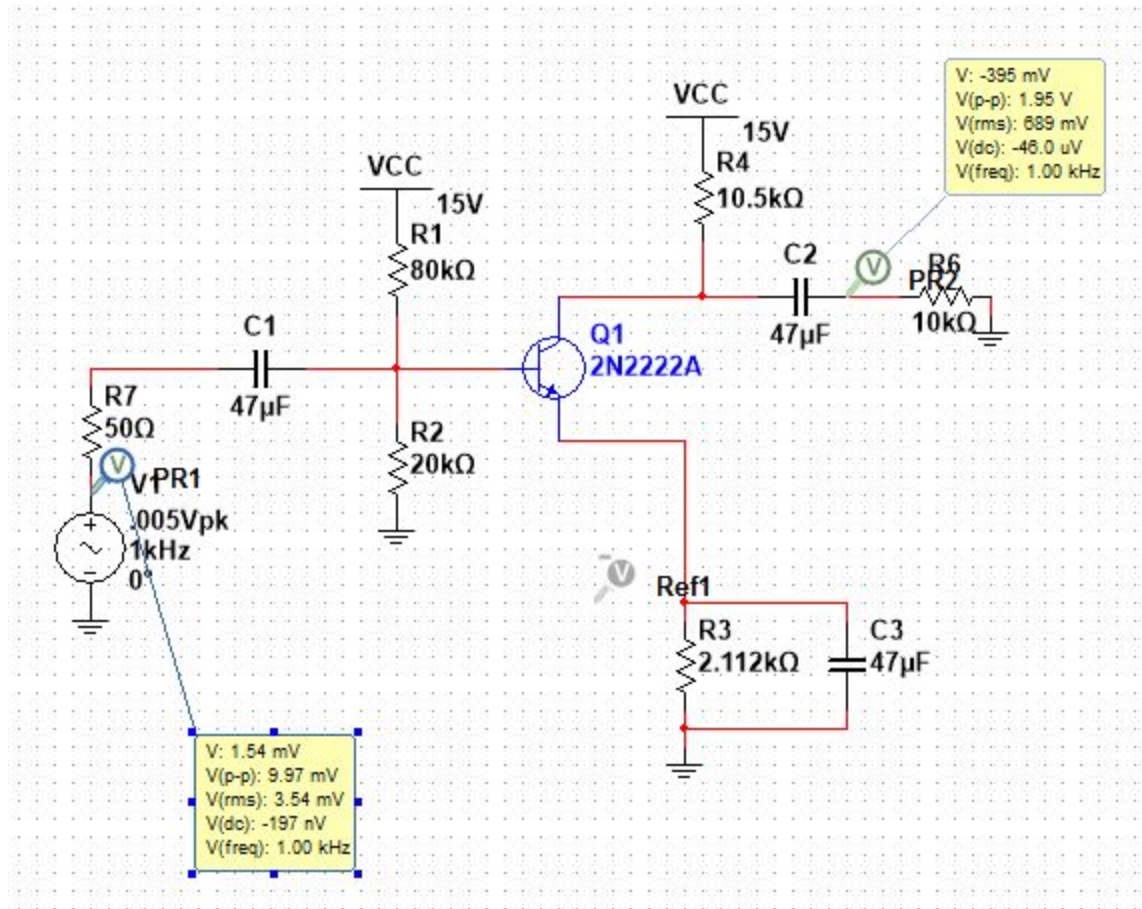 V: -395 mV
V(p-p): 1.95 V
V(rms): 689 mV
V(dc): -46.0 uV
V(freq): 1.00 kHz
VCC
15V
R4
10.5kΩ
VCC
15V
R1
80kΩ
C2
47µF
V
R6
PR2
10kΩ
C1
47µF
Q1
2N2222A
R7
50Ω
R2
20kΩ
V
V1
PR1
.005Vpk
1kHz
0°
V
Ref1
R3
2.112kΩ
C3
47µF
V: 1.54 mV
V(p-p): 9.97 mV
V(rms): 3.54 mV
V(dc): -197 nV
V(freq): 1.00 kHz